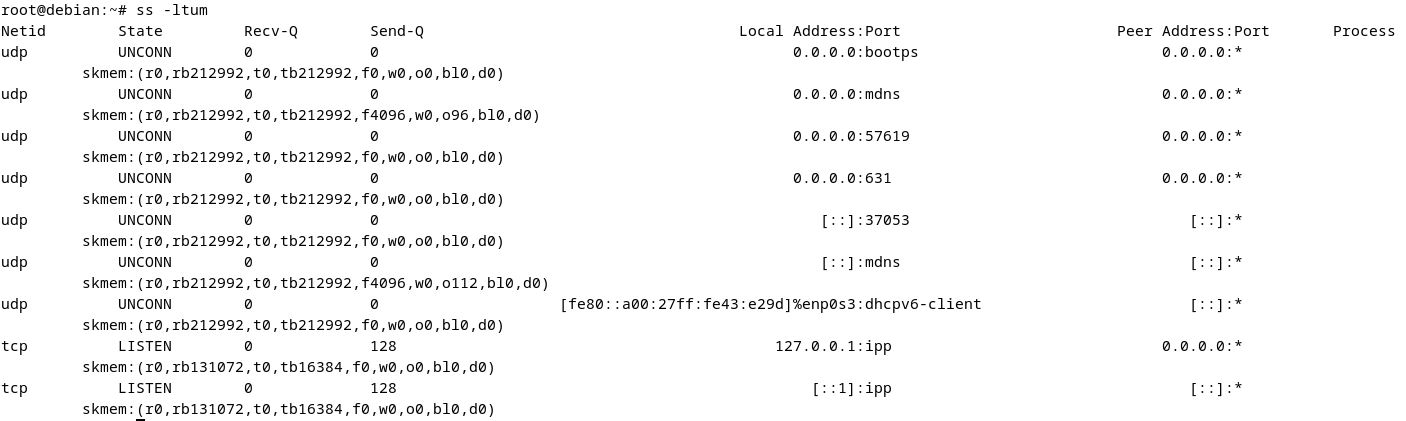 root@debian:~# ss -ltum
Netid State Recv-Q Send-Q Local Address:Port Peer Address:Port Process
udp UNCONN 0 0 0.0.0.0:bootps 0.0.0.0:*
skmem:(r0,rb212992,t0,tb212992,f0,w0,o0,bl0,d0)
udp UNCONN 0 0 0.0.0.0:mdns 0.0.0.0:*
skmem:(r0,rb212992,t0,tb212992,f4096,w0,o96,bl0,d0)
udp UNCONN 0 0 0.0.0.0:57619 0.0.0.0:*
skmem:(r0,rb212992,t0,tb212992,f0,w0,o0,bl0,d0)
udp UNCONN 0 0 0.0.0.0:631 0.0.0.0:*
skmem:(r0,rb212992,t0,tb212992,f0,w0,o0,bl0,d0)
udp UNCONN 0 0 [::]:37053 [::]:*
skmem:(r0,rb212992,t0,tb212992,f0,w0,o0,bl0,d0)
udp UNCONN 0 0 [::]:mdns [::]:*
skmem:(r0,rb212992,t0,tb212992,f4096,w0,o112,bl0,d0)
udp UNCONN 0 0 [fe80::a00:27ff:fe43:e29d]%enp0s3:dhcpv6-client [::]:*
skmem:(r0,rb212992,t0,tb212992,f0,w0,o0,bl0,d0)
tcp LISTEN 0 128 127.0.0.1:ipp 0.0.0.0:*
skmem:(r0,rb131072,t0,tb16384,f0,w0,o0,bl0,d0)
tcp LISTEN 0 128 [::1]:ipp [::]:*
skmem:(r0,rb131072,t0,tb16384,f0,w0,o0,bl0,d0)